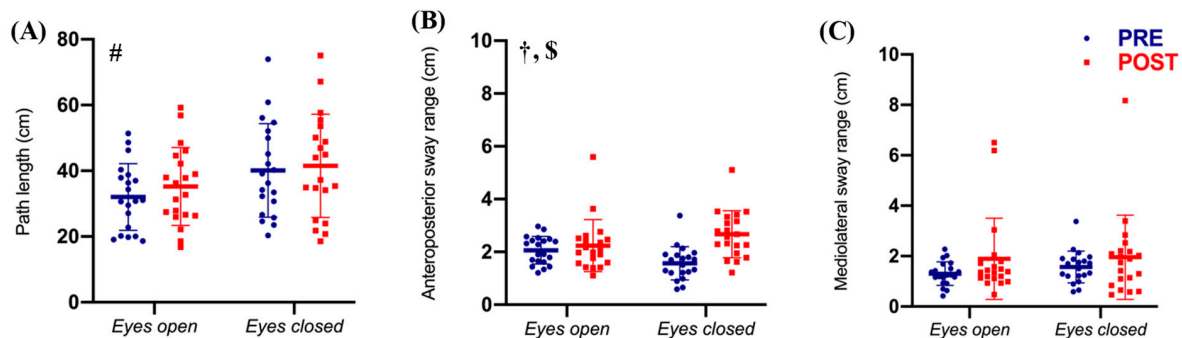 (A)
#
Path length (cm)
80
60
40
20
0
Eyes open
Eyes closed
(B)
†, $
Anteroposterior sway range (cm)
10
8
6
4
2
0
Eyes open
Eyes closed
(C)
PRE
POST
Mediolateral sway range (cm)
10
8
6
4
2
0
Eyes open
Eyes closed